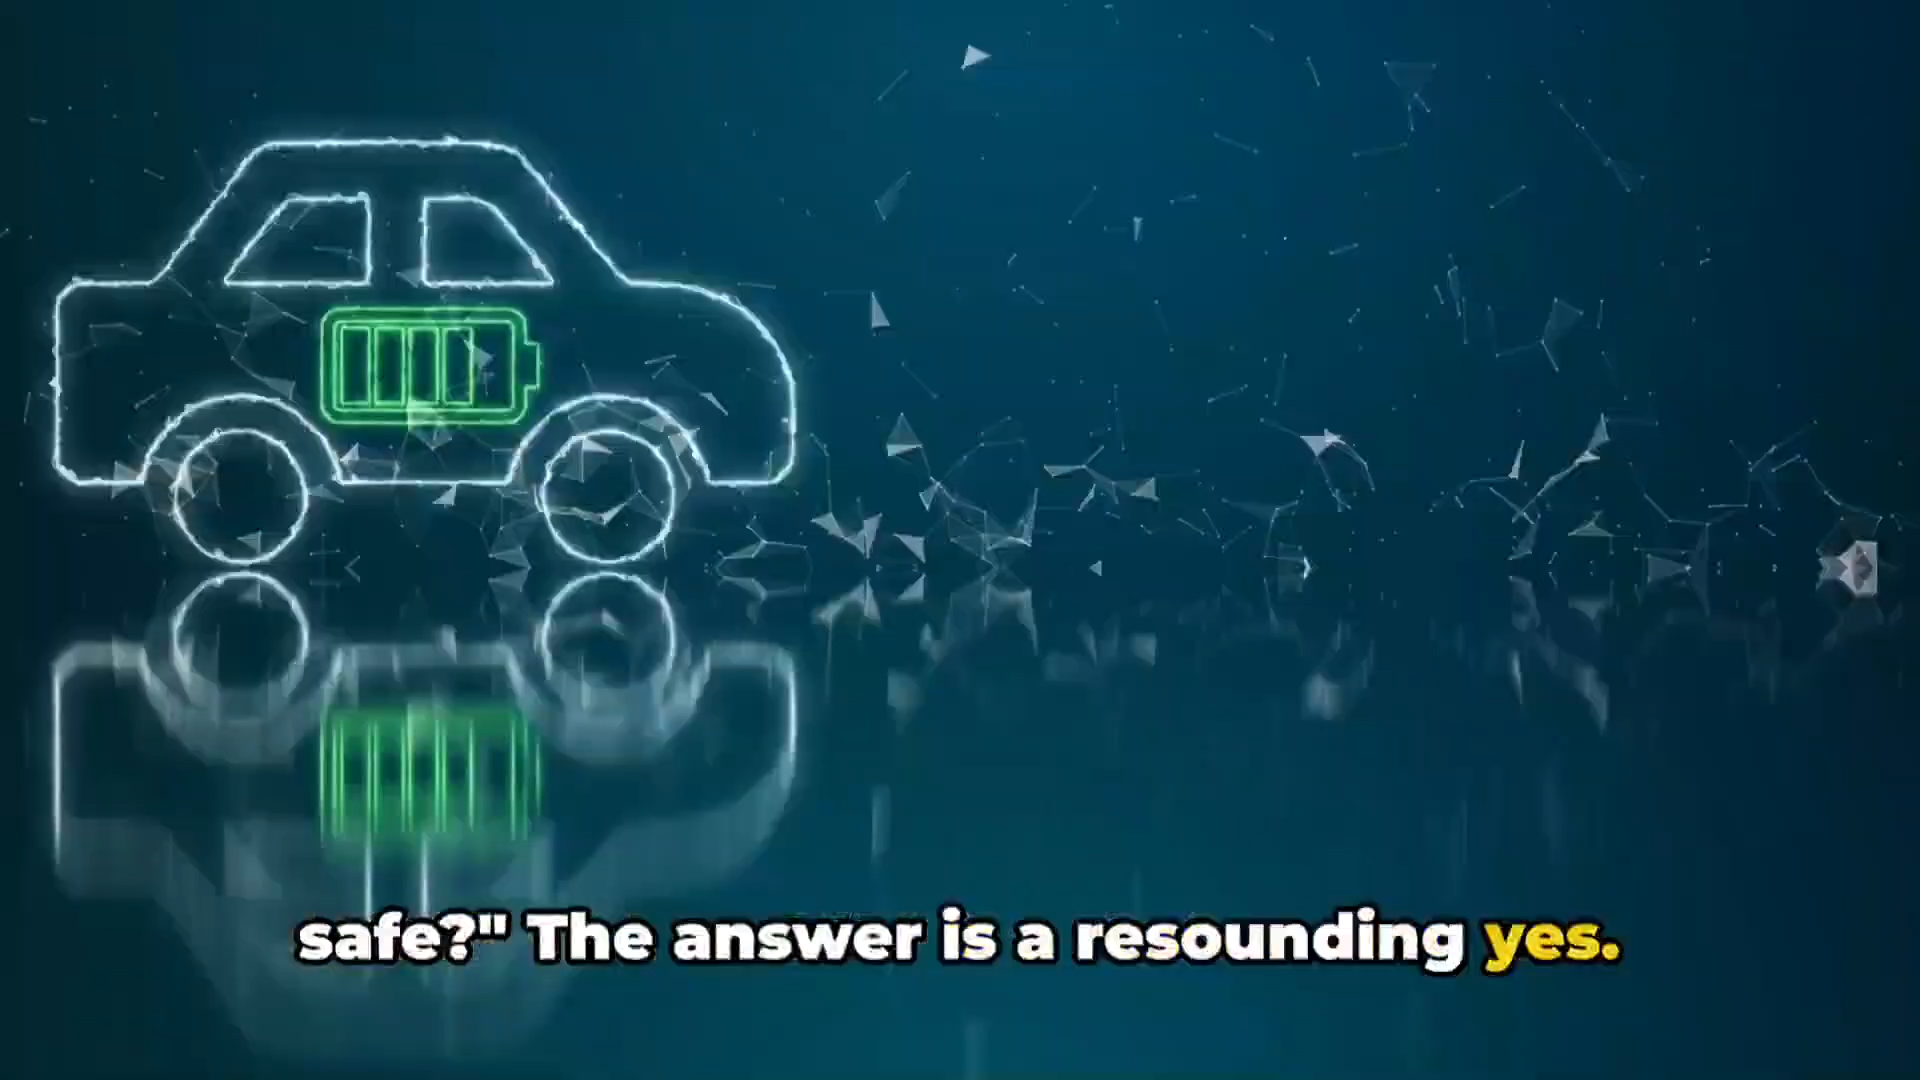 safe?" The answer is a resounding yes.